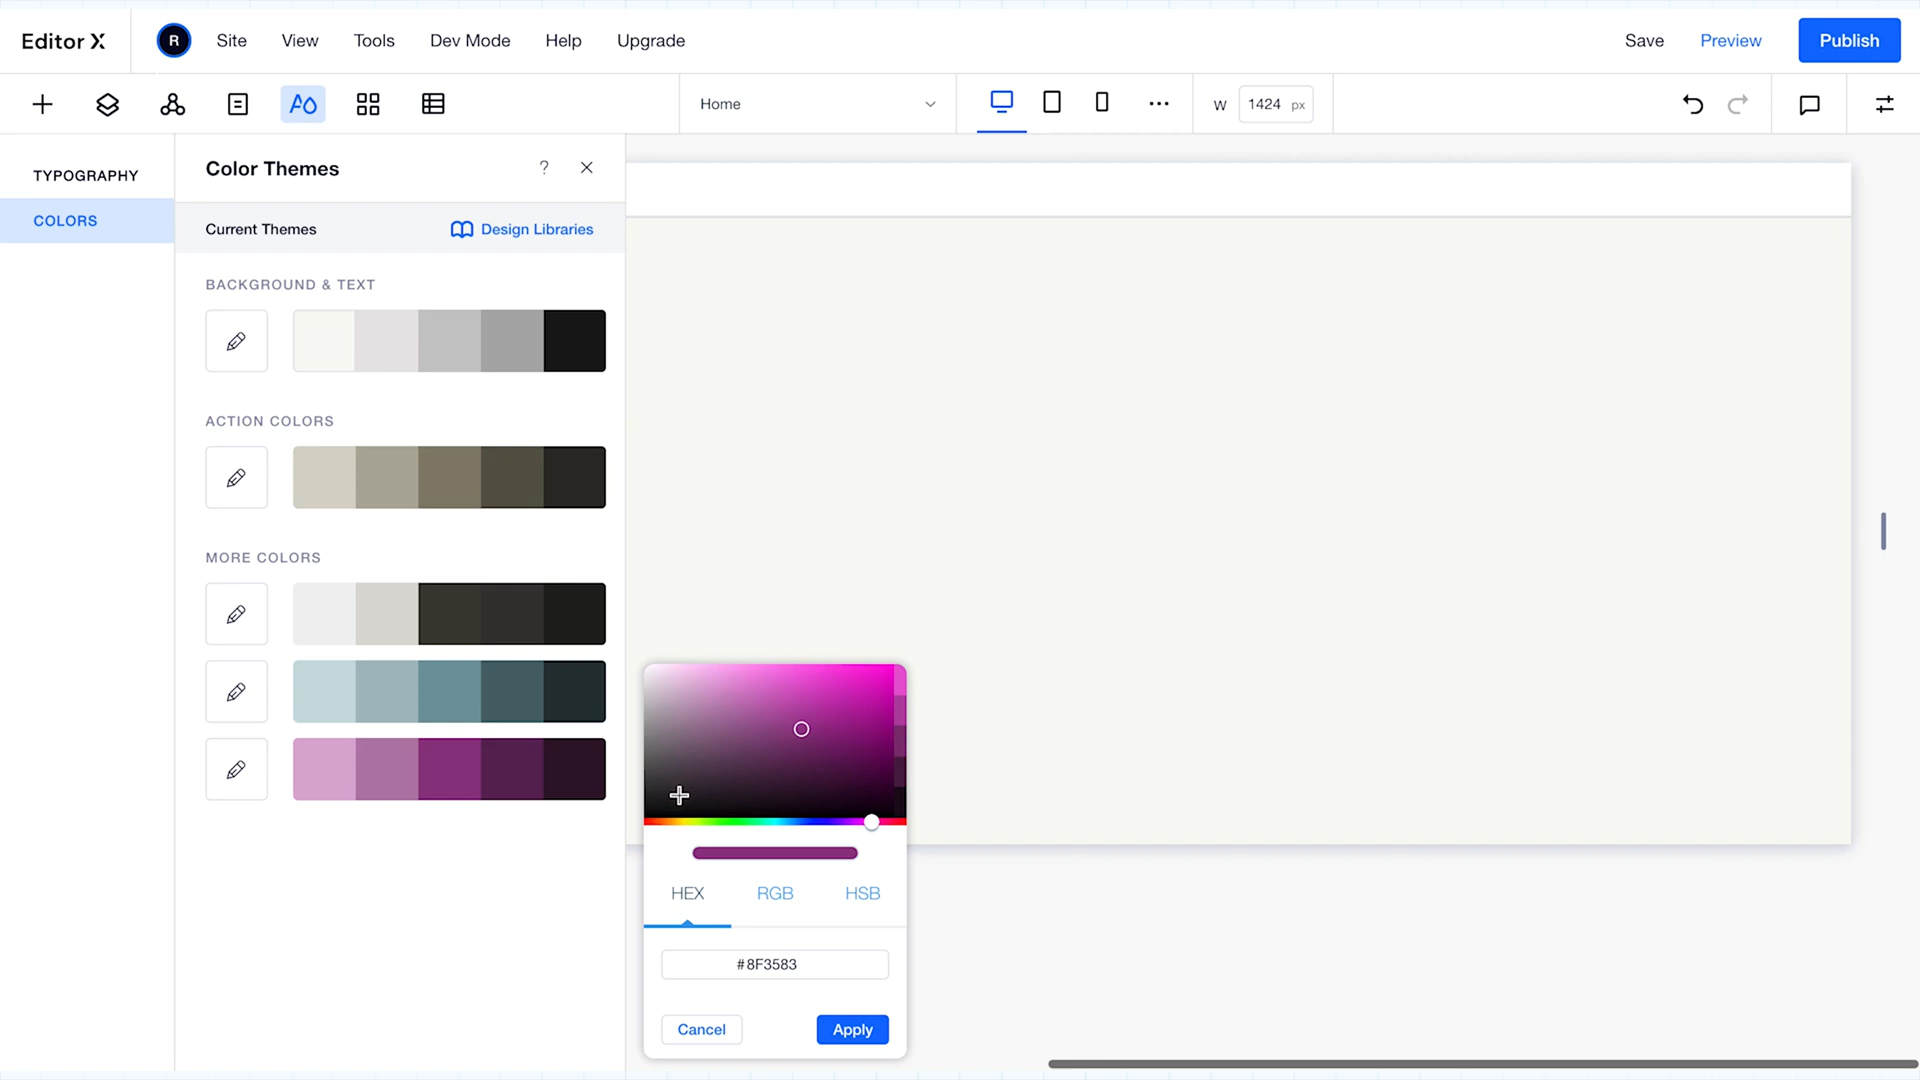 Editor X
R
Site
View
Tools
Dev Mode
Help
Upgrade
Save
Preview
Publish
Home
W
1424 px
TYPOGRAPHY
COLORS
Color Themes
?
Current Themes
Design Libraries
BACKGROUND & TEXT
ACTION COLORS
MORE COLORS
HEX
RGB
HSB
#8F3583
Cancel
Apply